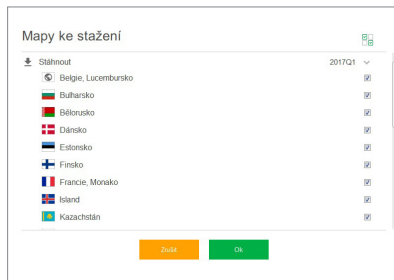 Mapy ke stažení
Stáhnout 2017Q1
Belgie, Lucembursko
Bulharsko
Bělorusko
Dánsko
Estonsko
Finsko
Francie, Monako
Island
Kazachstán
Zrušit Ok